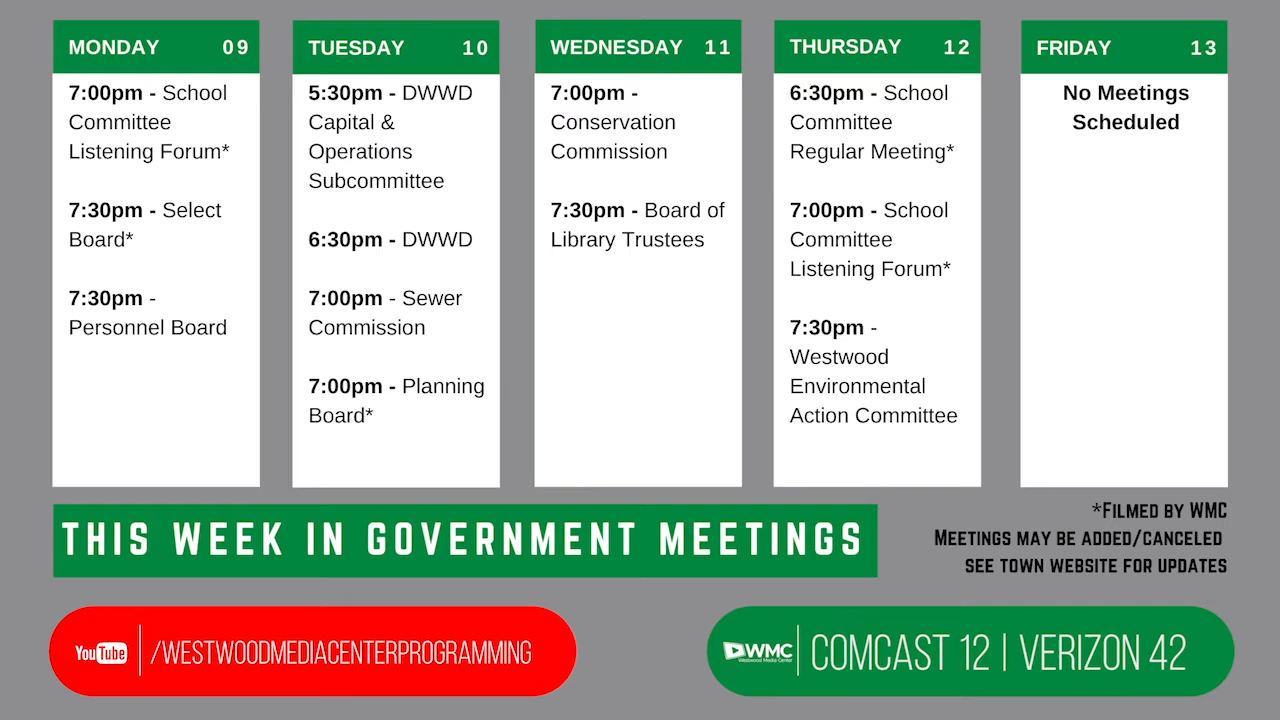 MONDAY 09
7:00pm - School
Committee
Listening Forum*
7:30pm - Select
Board*
7:30pm -
Personnel Board
TUESDAY 10
5:30pm - DWWD
Capital &
Operations
Subcommittee
6:30pm - DWWD
7:00pm - Sewer
Commission
7:00pm - Planning
Board*
WEDNESDAY 11
7:00pm -
Conservation
Commission
7:30pm - Board of
Library Trustees
THURSDAY 12
6:30pm - School
Committee
Regular Meeting*
7:00pm - School
Committee
Listening Forum*
7:30pm -
Westwood
Environmental
Action Committee
FRIDAY 13
No Meetings
Scheduled
THIS WEEK IN GOVERNMENT MEETINGS
*FILMED BY WMC
MEETINGS MAY BE ADDED/CANCELED
SEE TOWN WEBSITE FOR UPDATES
YouTube /WESTWOODMEDIACENTERPROGRAMMING
WMC
Westwood Media Center
COMCAST 12 | VERIZON 42